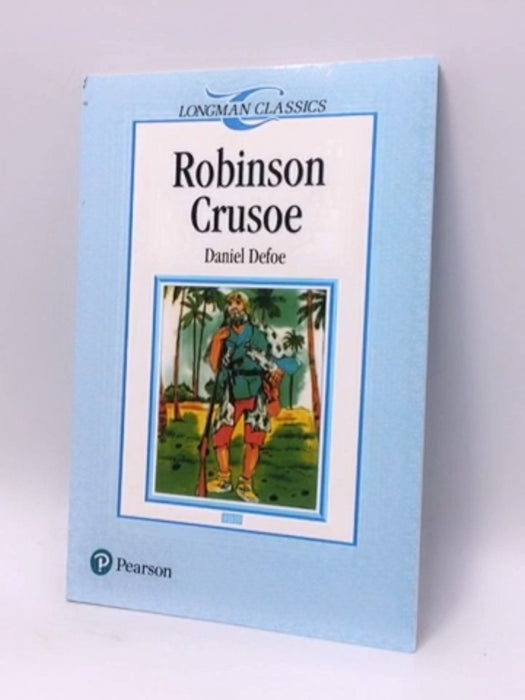 LONGMAN CLASSICS
Robinson
Crusoe
Daniel Defoe
Pearson